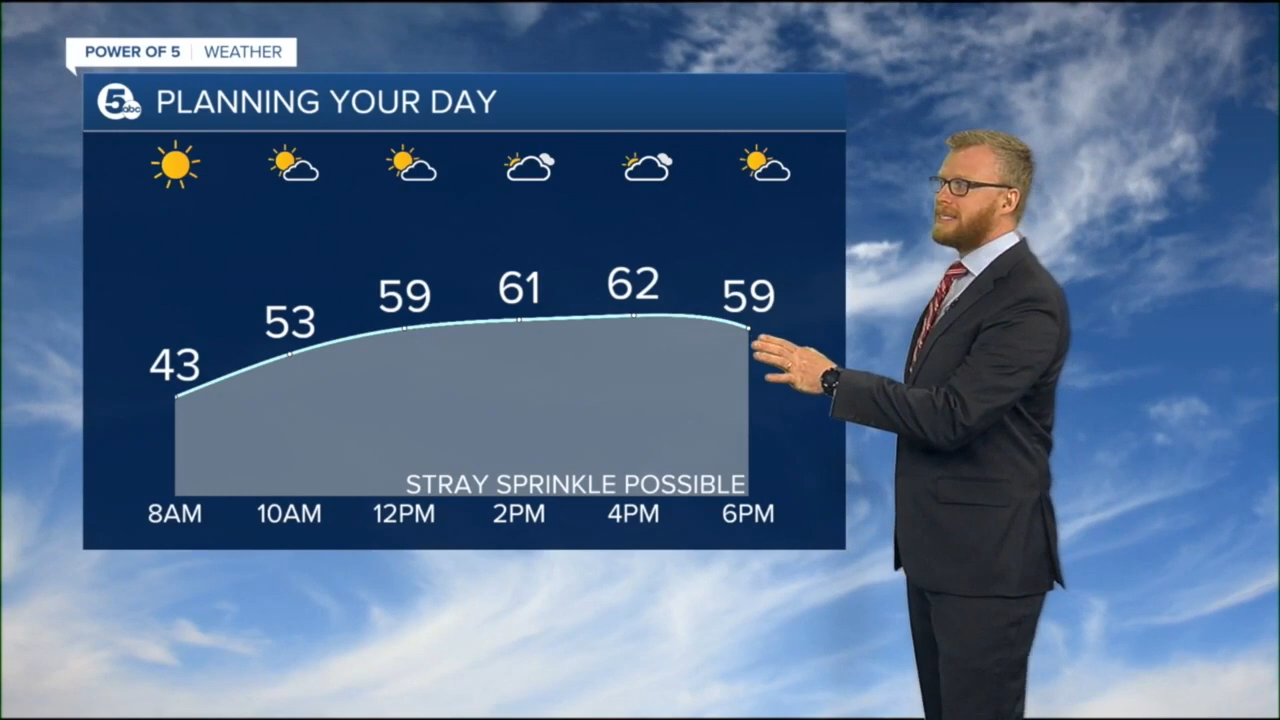 POWER OF 5 | WEATHER
5 abc PLANNING YOUR DAY
43 53 59 61 62 59
STRAY SPRINKLE POSSIBLE
8AM 10AM 12PM 2PM 4PM 6PM